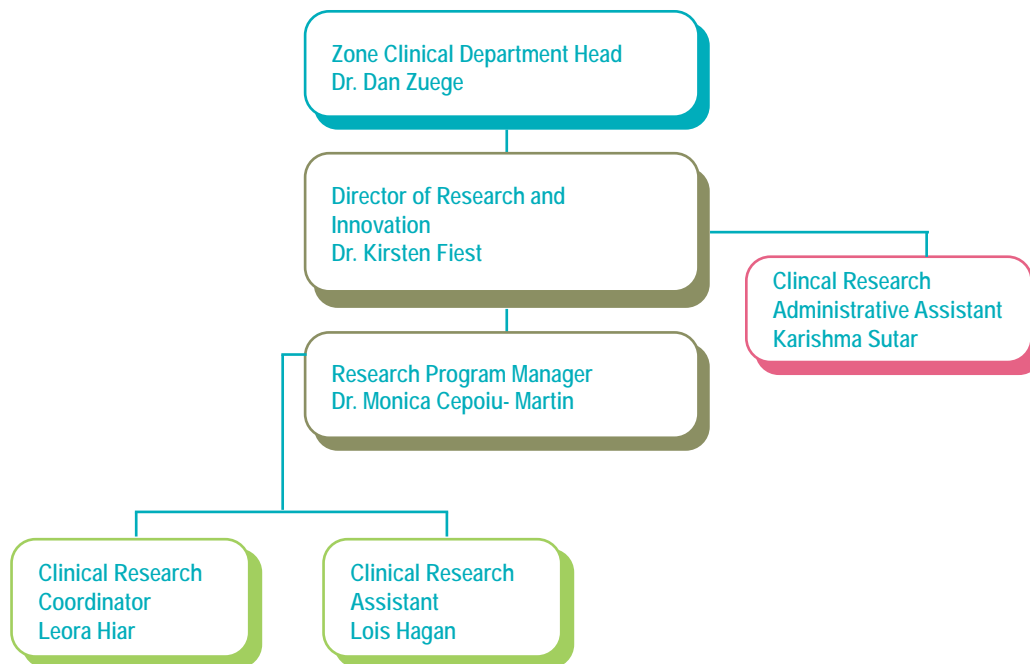 Zone Clinical Department Head
Dr. Dan Zuege
Director of Research and
Innovation
Dr. Kirsten Fiest
Clincal Research
Administrative Assistant
Karishma Sutar
Research Program Manager
Dr. Monica Cepoiu- Martin
Clinical Research
Coordinator
Leora Hiar
Clinical Research
Assistant
Lois Hagan